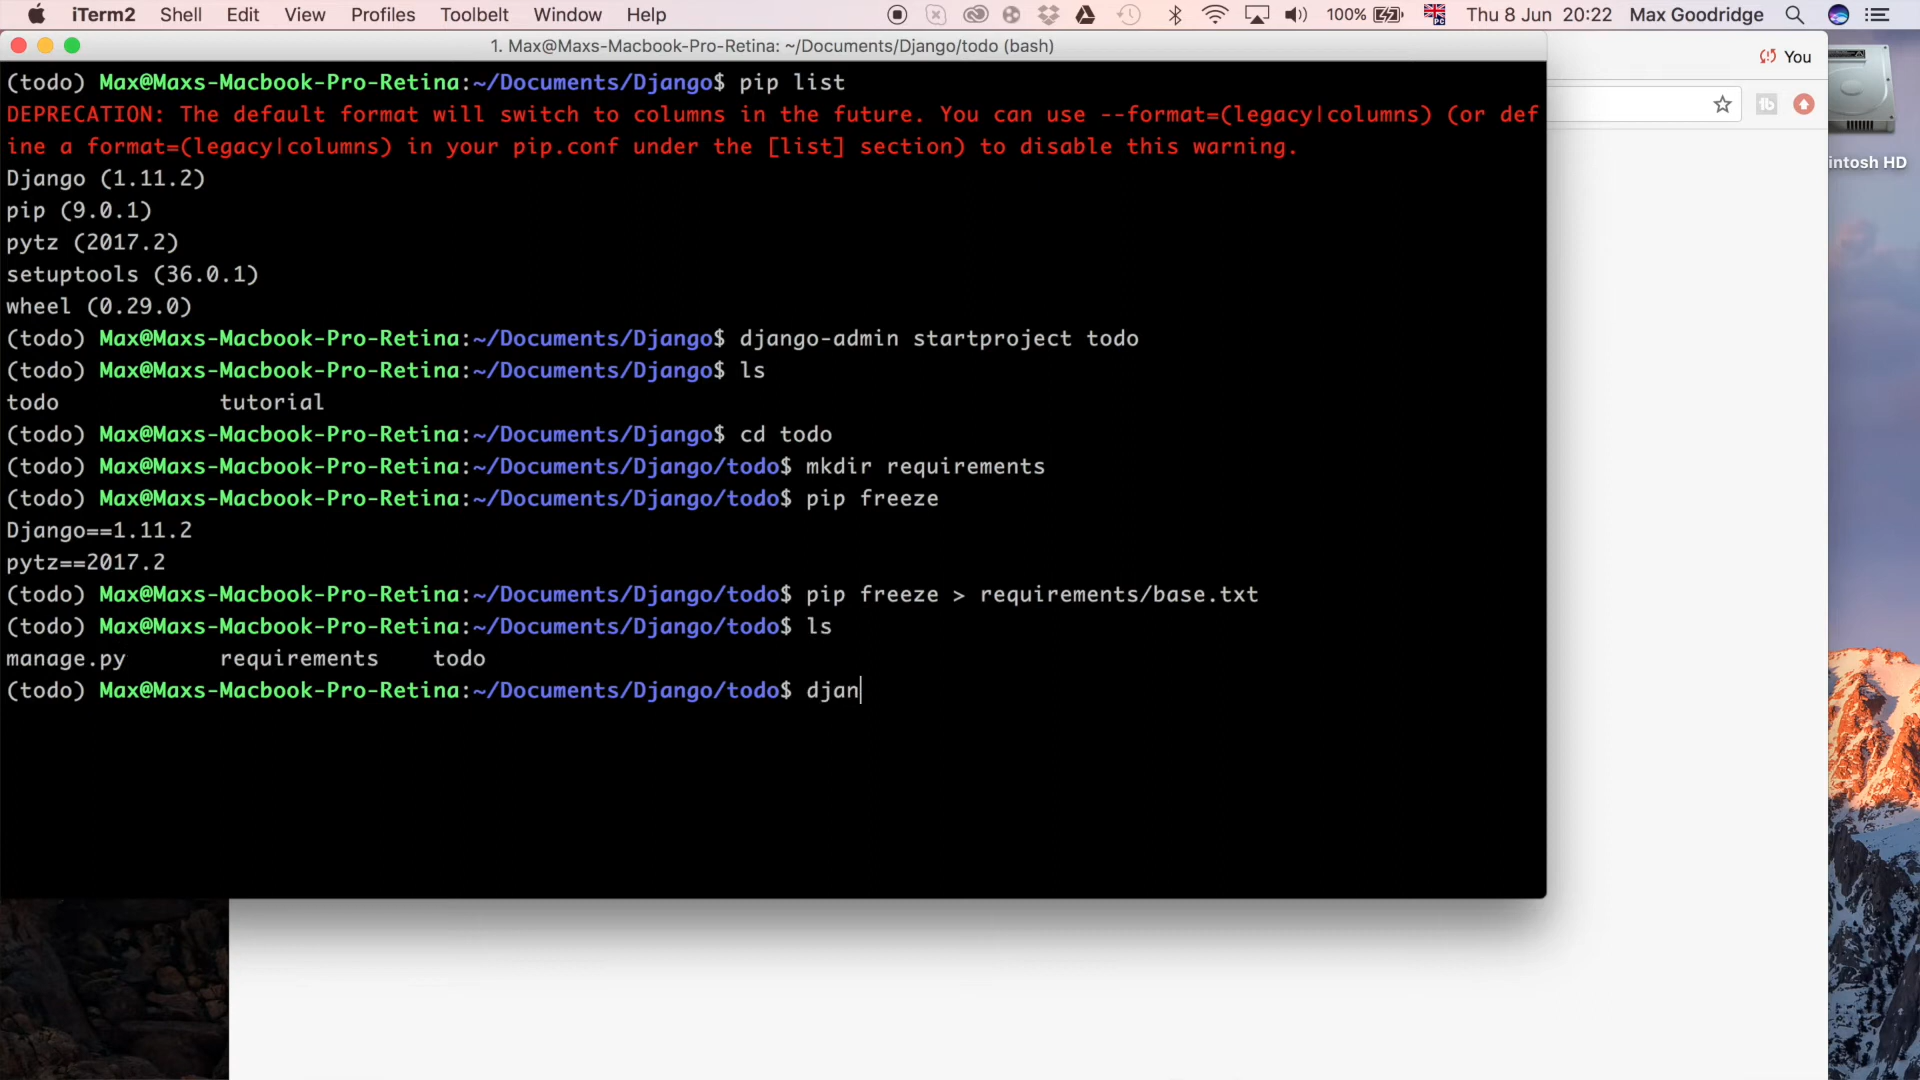 iTerm2 Shell Edit View Profiles Toolbelt Window Help 100% Thu 8 Jun 20:22 Max Goodridge
1. Max@Maxs-Macbook-Pro-Retina: ~/Documents/Django/todo (bash)
You
(todo) Max@Maxs-Macbook-Pro-Retina:~/Documents/Django$ pip list
DEPRECATION: The default format will switch to columns in the future. You can use --format=(legacy|columns) (or def
ine a format=(legacy|columns) in your pip.conf under the [list] section) to disable this warning.
intosh HD
Django (1.11.2)
pip (9.0.1)
pytz (2017.2)
setuptools (36.0.1)
wheel (0.29.0)
(todo) Max@Maxs-Macbook-Pro-Retina:~/Documents/Django$ django-admin startproject todo
(todo) Max@Maxs-Macbook-Pro-Retina:~/Documents/Django$ ls
todo tutorial
(todo) Max@Maxs-Macbook-Pro-Retina:~/Documents/Django$ cd todo
(todo) Max@Maxs-Macbook-Pro-Retina:~/Documents/Django/todo$ mkdir requirements
(todo) Max@Maxs-Macbook-Pro-Retina:~/Documents/Django/todo$ pip freeze
Django==1.11.2
pytz==2017.2
(todo) Max@Maxs-Macbook-Pro-Retina:~/Documents/Django/todo$ pip freeze > requirements/base.txt
(todo) Max@Maxs-Macbook-Pro-Retina:~/Documents/Django/todo$ ls
manage.py requirements todo
(todo) Max@Maxs-Macbook-Pro-Retina:~/Documents/Django/todo$ djan